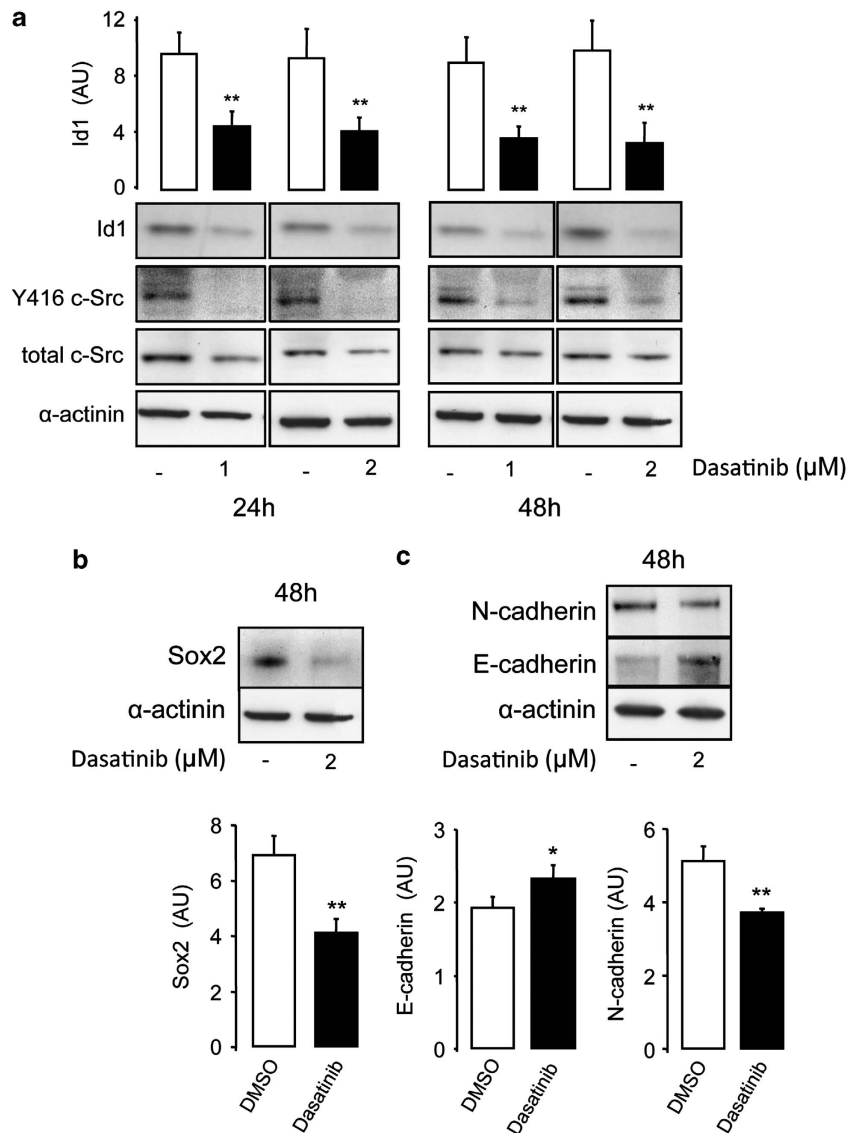 a
12
8
4
0
Id1 (AU)
** ** ** **
Id1
Y416 c-Src
total c-Src
α-actinin
- 1 - 2 - 1 - 2 Dasatinib (µM)
24h 48h
b
48h
Sox2
α-actinin
Dasatinib (µM) - 2
8
6
4
2
0
Sox2 (AU)
**
DMSO
Dasatinib
c
48h
N-cadherin
E-cadherin
α-actinin
Dasatinib (µM) - 2
3
2
1
0
E-cadherin (AU)
*
DMSO
Dasatinib
6
4
2
0
N-cadherin (AU)
**
DMSO
Dasatinib